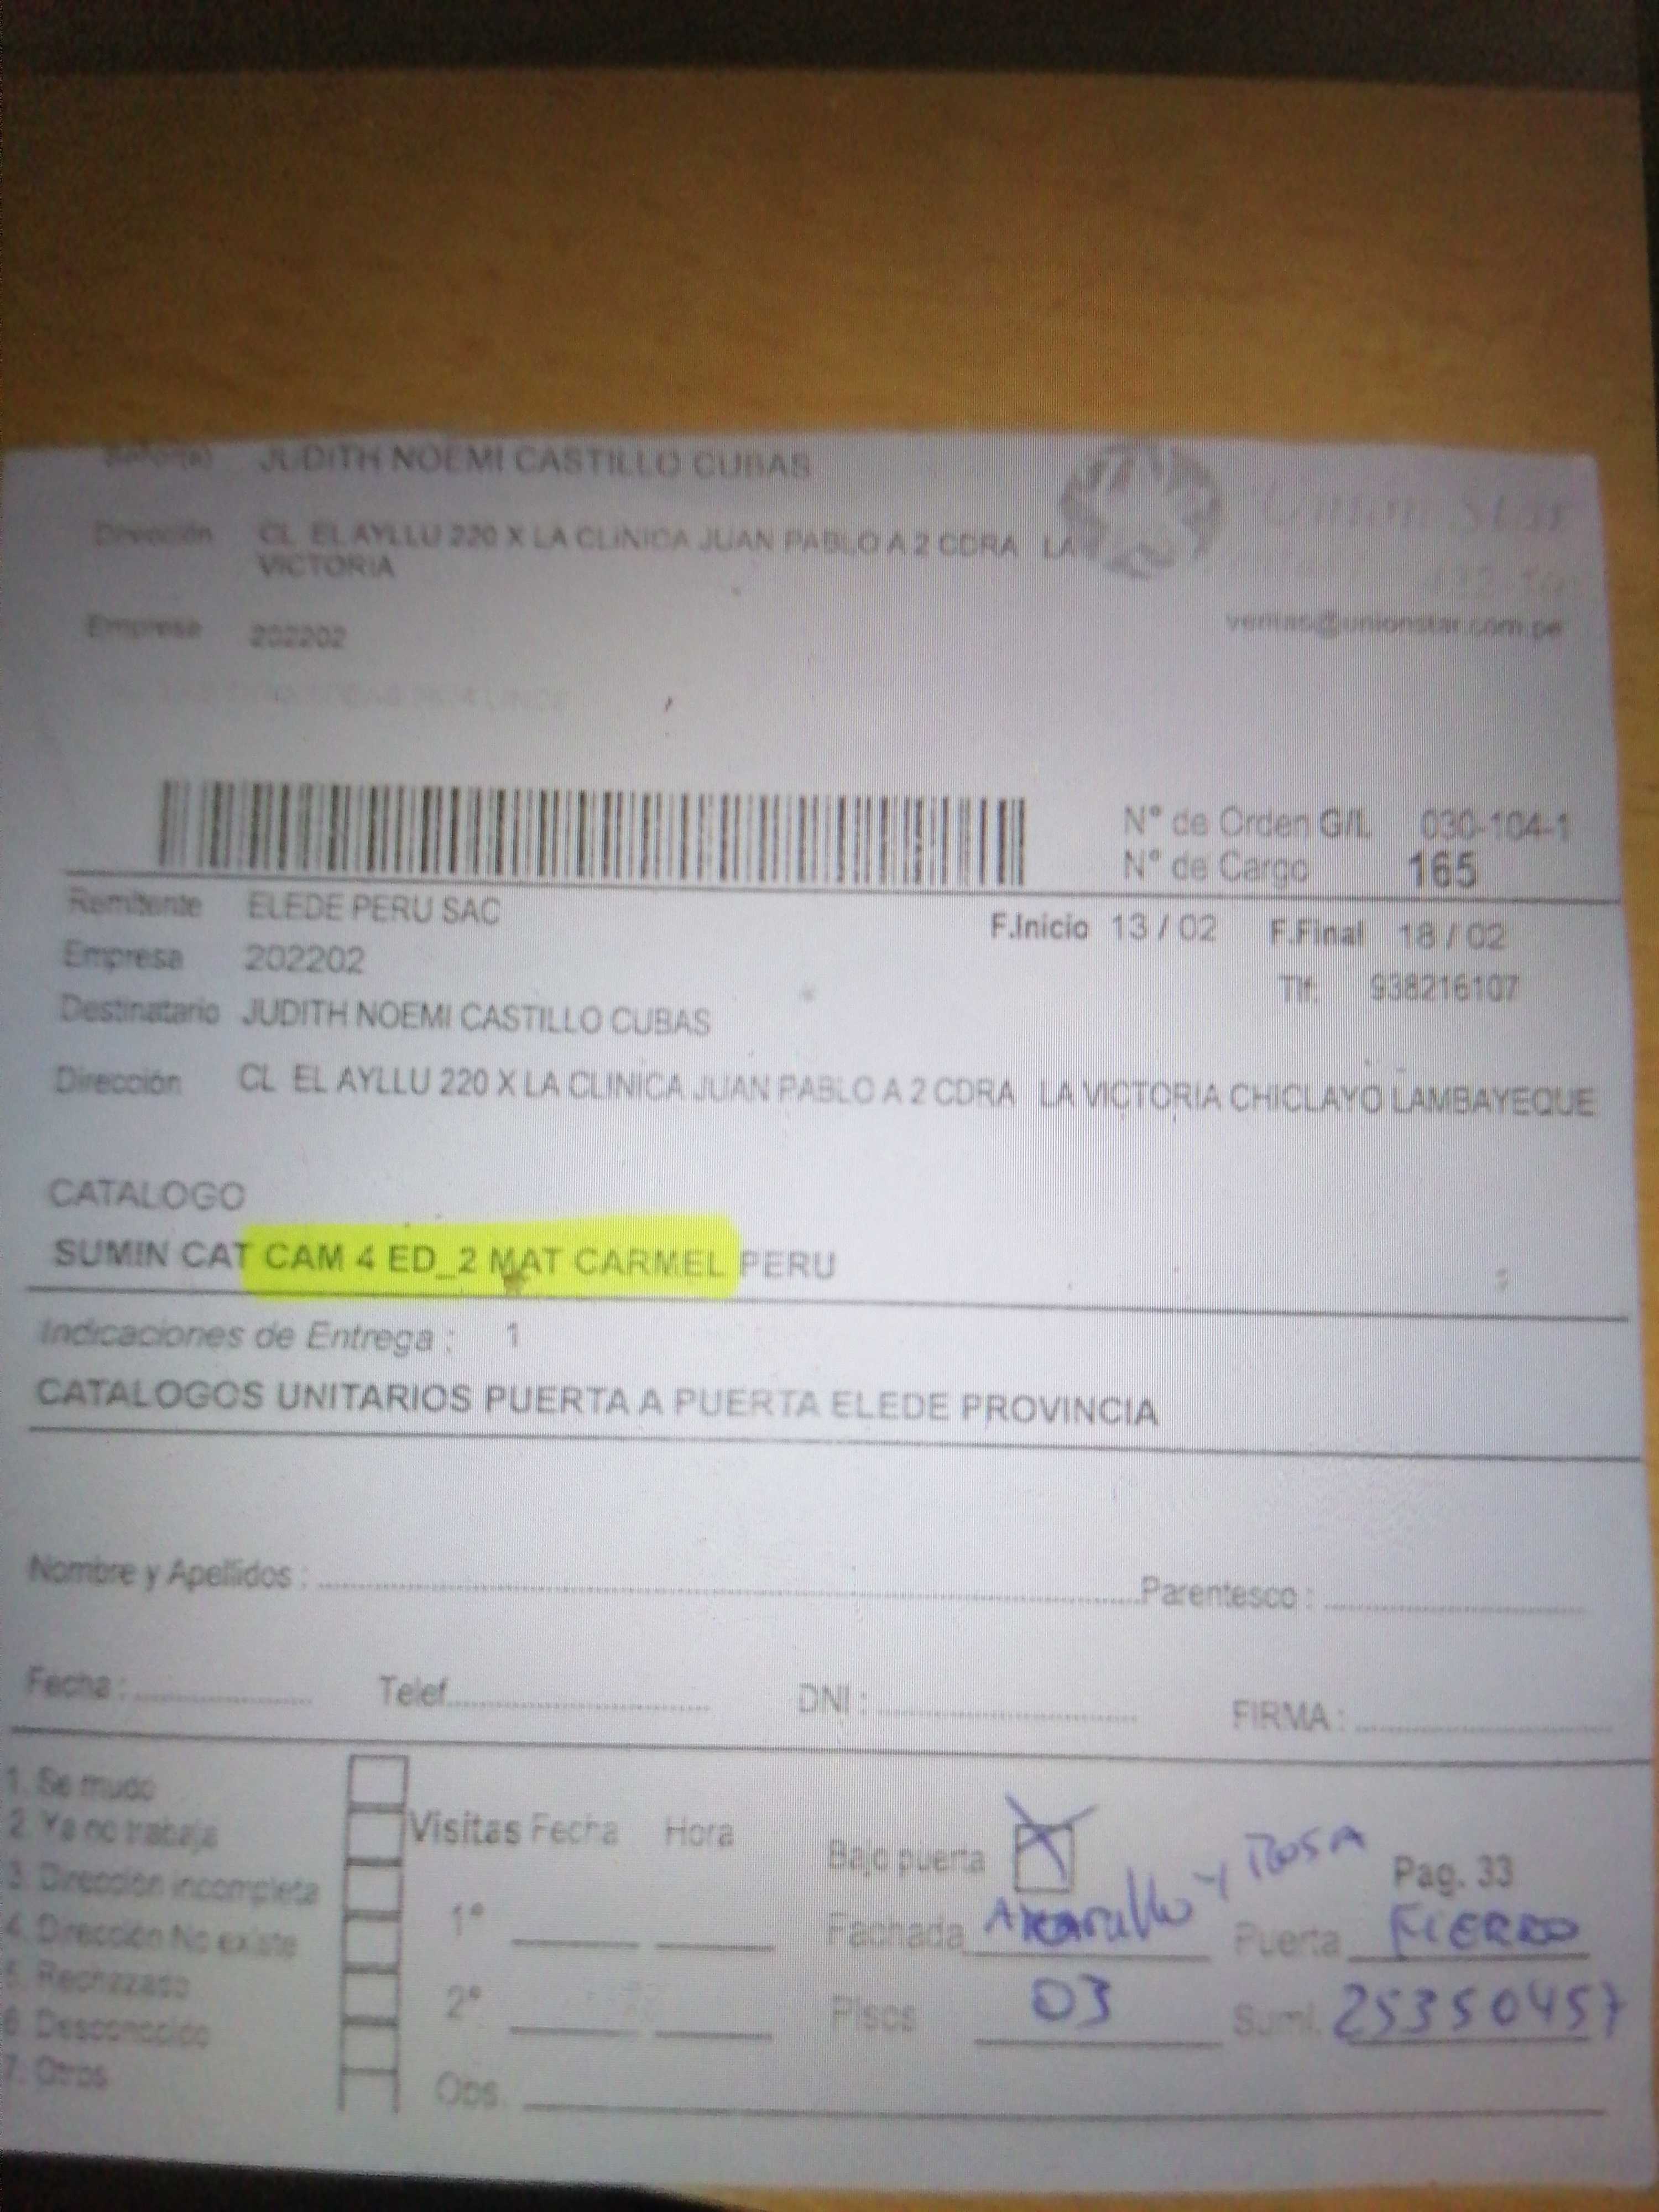 Señor(a) JUDITH NOEMI CASTILLO CUBAS
Union Star
Dirección CL EL AYLLU 220 X LA CLINICA JUAN PABLO A 2 CDRA LA
VICTORIA
Empresa 202202
ventas@unionstar.com.pe
N° de Orden G/L 030-104-1
N° de Cargo 165
Remitente ELEDE PERU SAC
F.Inicio 13 / 02 F.Final 18 / 02
Empresa 202202
Tlf: 938216107
Destinatario JUDITH NOEMI CASTILLO CUBAS
Dirección CL EL AYLLU 220 X LA CLINICA JUAN PABLO A 2 CDRA LA VICTORIA CHICLAYO LAMBAYEQUE
CATALOGO
SUMIN CAT CAM 4 ED_2 MAT CARMEL PERU
Indicaciones de Entrega : 1
CATALOGOS UNITARIOS PUERTA A PUERTA ELEDE PROVINCIA
Nombre y Apellidos : Parentesco :
Fecha : Telef. DNI : FIRMA :
1. Se mudo
2. Ya no trabaja
3. Dirección incompleta
4. Dirección No existe
5. Rechazado
6. Desconocido
7. Otros
Visitas Fecha Hora
1°
2°
Obs.
Bajo puerta X Pag. 33
Fachada Amarillo y ROSA Puerta FIERRO
Pisos 03 Sumi. 25350457